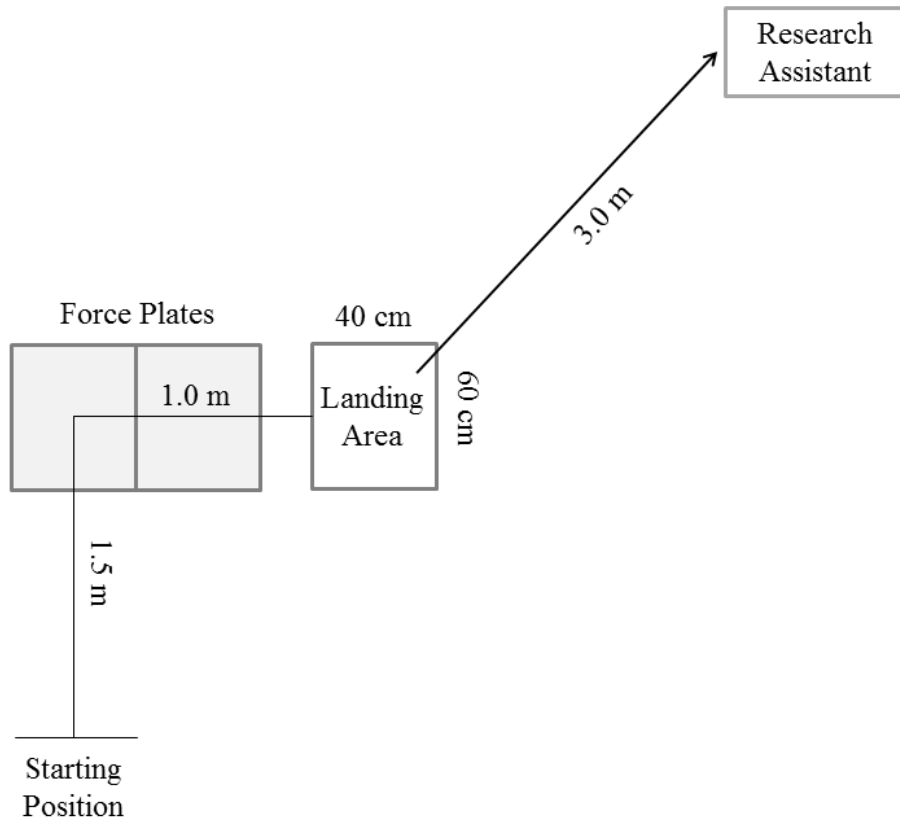 Research
Assistant
3.0 m
Force Plates
40 cm
1.0 m
Landing
Area
60 cm
1.5 m
Starting
Position